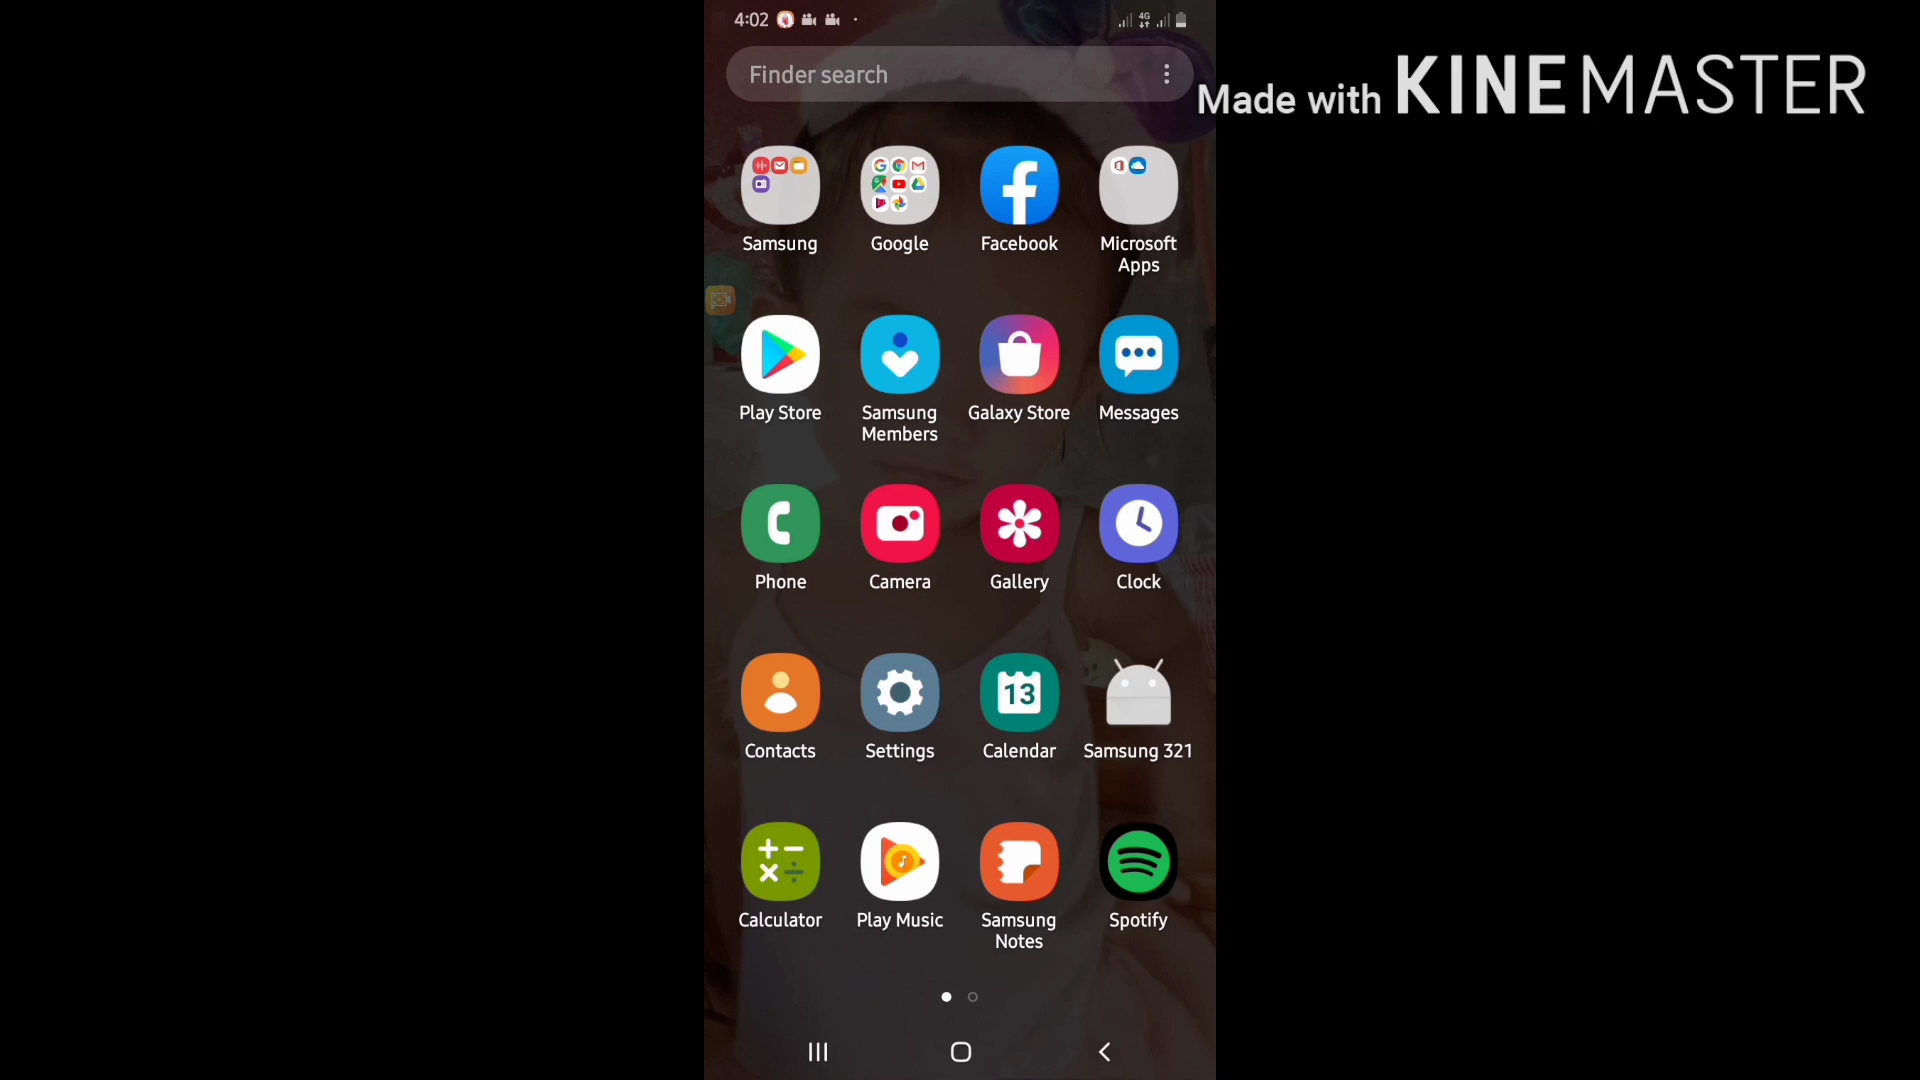 4:02
4G
Finder search
Made with KINEMASTER
Samsung
Google
Facebook
Microsoft
Apps
Play Store
Samsung
Members
Galaxy Store
Messages
Phone
Camera
Gallery
Clock
Contacts
Settings
13
Calendar
Samsung 321
Calculator
Play Music
Samsung
Notes
Spotify